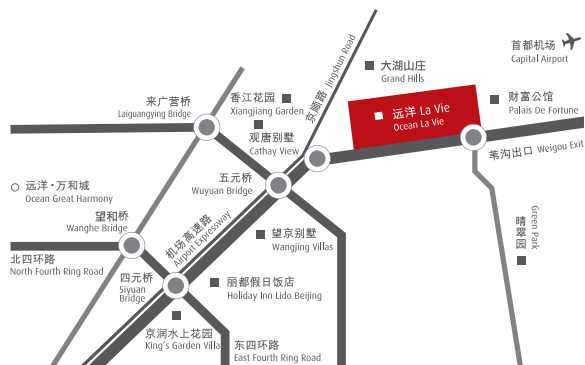 首都机场
Capital Airport
京顺路 Jingshun Road
大湖山庄
Grand Hills
来广营桥
Laiguangying Bridge
香江花园
Xiangjiang Garden
观唐别墅
Cathay View
远洋 La Vie
Ocean La Vie
财富公馆
Palais De Fortune
苇沟出口 Weigou Exit
五元桥
Wuyuan Bridge
远洋·万和城
Ocean Great Harmony
望和桥
Wanghe Bridge
机场高速路
Airport Expressway
望京别墅
Wangjing Villas
晴翠园
Green Park
北四环路
North Fourth Ring Road
四元桥
Siyuan
Bridge
丽都假日饭店
Holiday Inn Lido Beijing
京润水上花园
King's Garden Villa
东四环路
East Fourth Ring Road